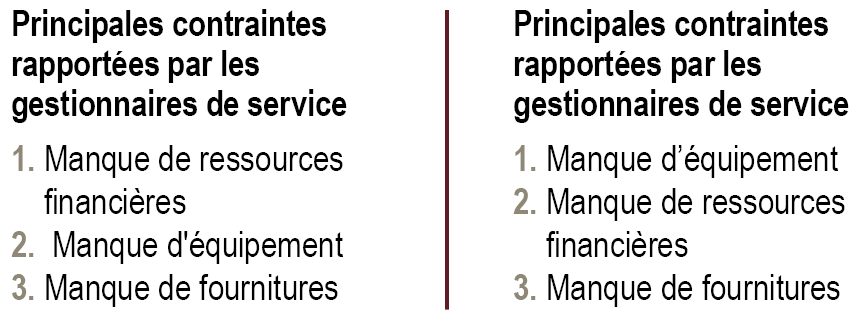 Principales contraintes
rapportées par les
gestionnaires de service
1. Manque de ressources
financières
2. Manque d'équipement
3. Manque de fournitures
Principales contraintes
rapportées par les
gestionnaires de service
1. Manque d’équipement
2. Manque de ressources
financières
3. Manque de fournitures